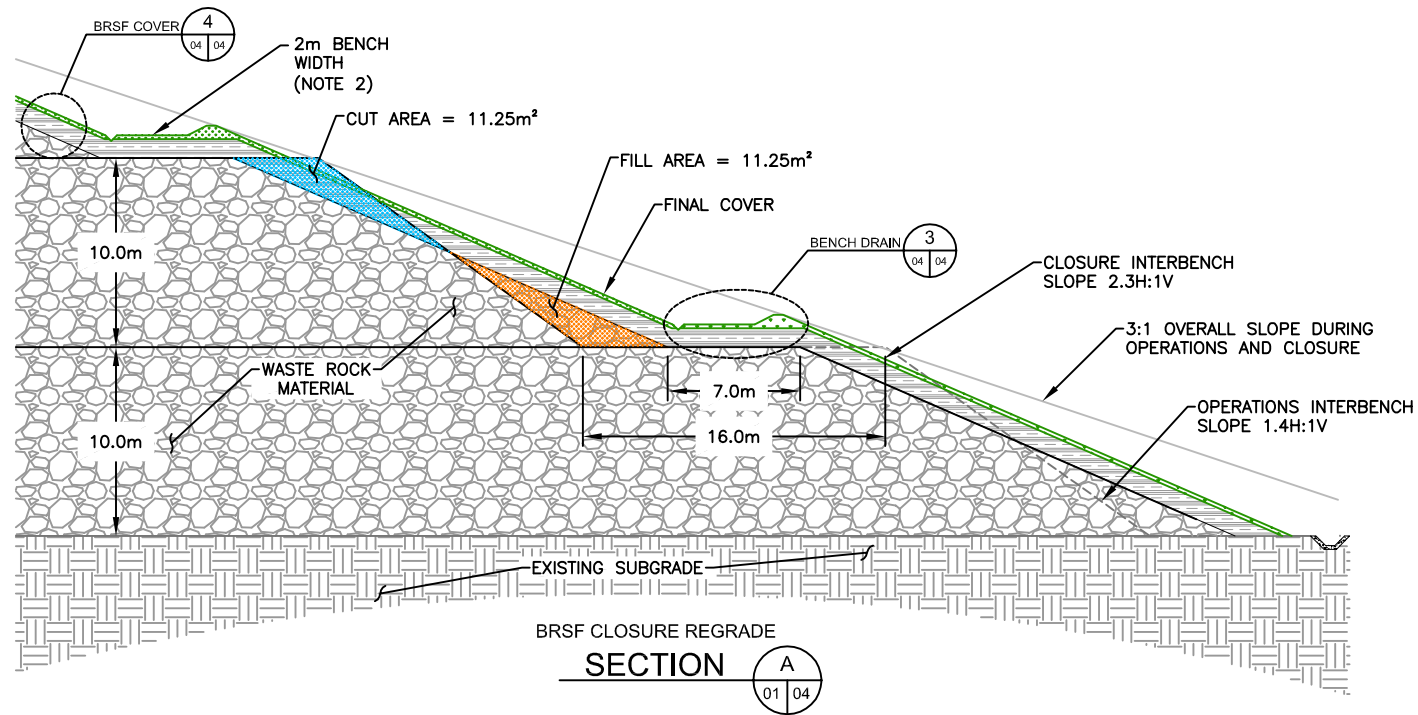 BRSF COVER
4
04 04
2m BENCH
WIDTH
(NOTE 2)
CUT AREA = 11.25m²
FILL AREA = 11.25m²
FINAL COVER
BENCH DRAIN
3
04 04
CLOSURE INTERBENCH
SLOPE 2.3H:1V
3:1 OVERALL SLOPE DURING
OPERATIONS AND CLOSURE
10.0m
WASTE ROCK
MATERIAL
7.0m
16.0m
OPERATIONS INTERBENCH
SLOPE 1.4H:1V
10.0m
EXISTING SUBGRADE
BRSF CLOSURE REGRADE
SECTION
A
01 04